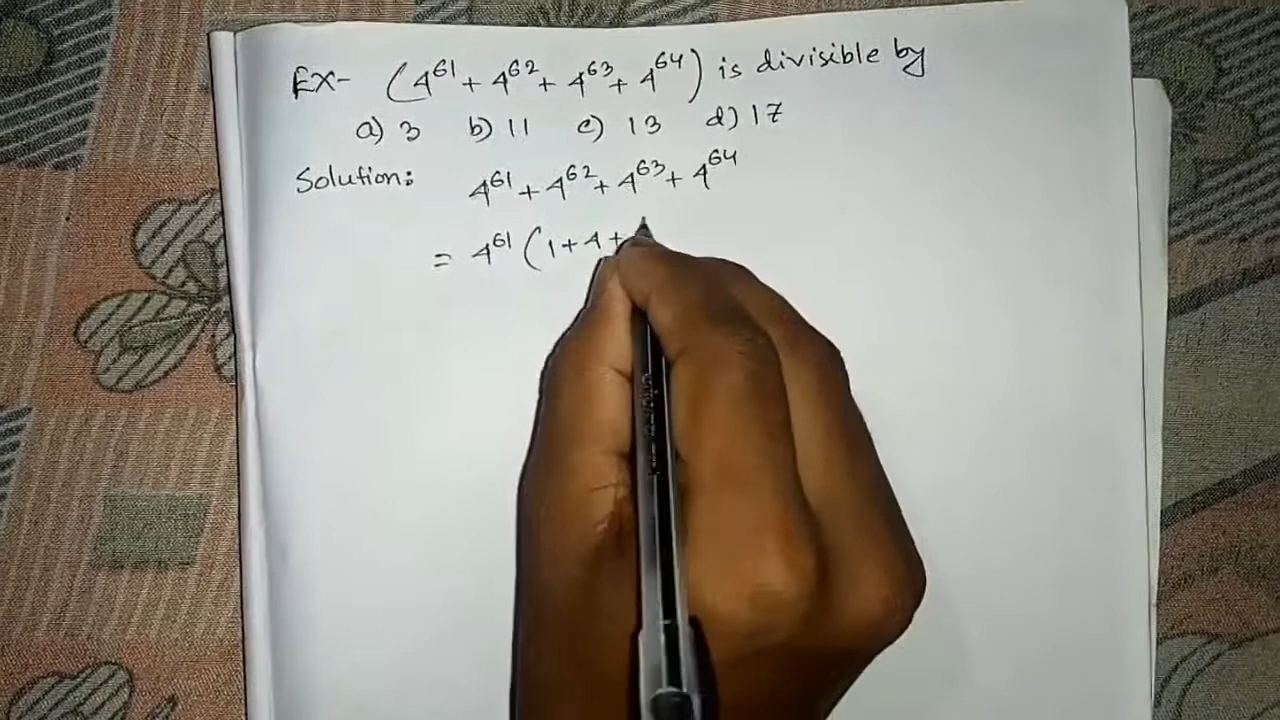 Ex- (4^61 + 4^62 + 4^63 + 4^64) is divisible by
a) 3 b) 11 c) 13 d) 17
Solution: 4^61 + 4^62 + 4^63 + 4^64
= 4^61 (1 + 4 +